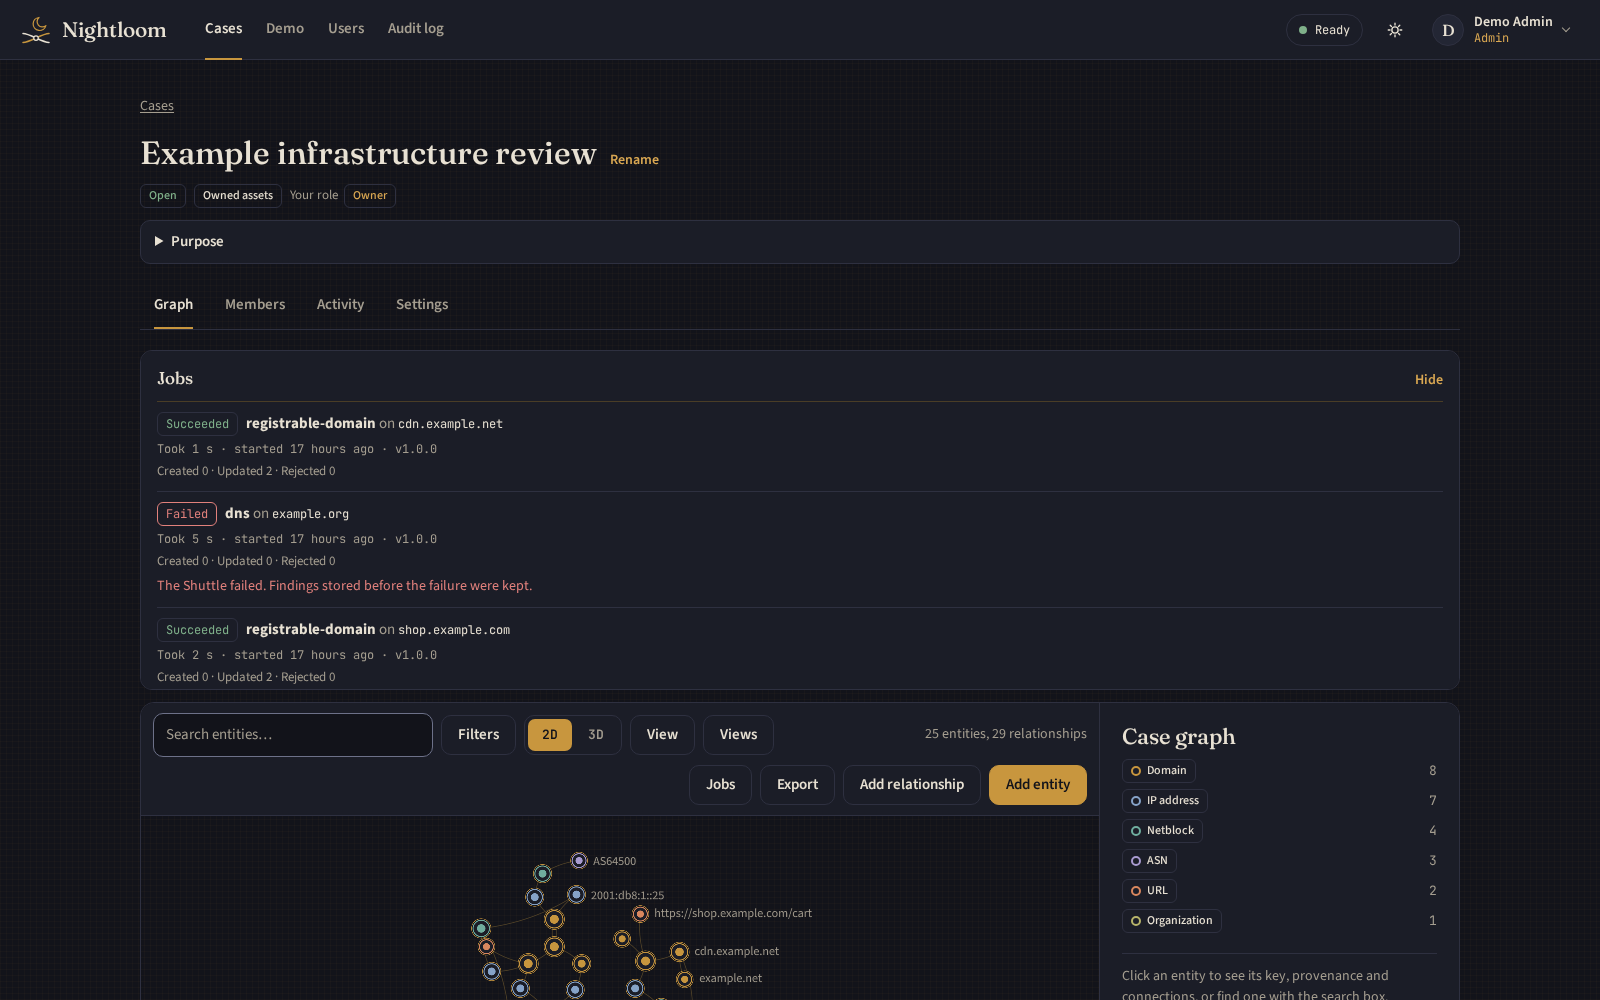 Nightloom
Cases
Demo
Users
Audit log
Ready
D
Demo Admin
Admin
Cases
Example infrastructure review
Rename
Open
Owned assets
Your role
Owner
Purpose
Graph
Members
Activity
Settings
Jobs
Hide
Succeeded registrable-domain on cdn.example.net
Took 1 s · started 17 hours ago · v1.0.0
Created 0 · Updated 2 · Rejected 0
Failed dns on example.org
Took 5 s · started 17 hours ago · v1.0.0
Created 0 · Updated 0 · Rejected 0
The Shuttle failed. Findings stored before the failure were kept.
Succeeded registrable-domain on shop.example.com
Took 2 s · started 17 hours ago · v1.0.0
Created 0 · Updated 2 · Rejected 0
Search entities…
Filters
2D
3D
View
Views
25 entities, 29 relationships
Jobs
Export
Add relationship
Add entity
AS64500
2001:db8:1::25
https://shop.example.com/cart
cdn.example.net
example.net
Case graph
Domain 8
IP address 7
Netblock 4
ASN 3
URL 2
Organization 1
Click an entity to see its key, provenance and
connections, or find one with the search box.